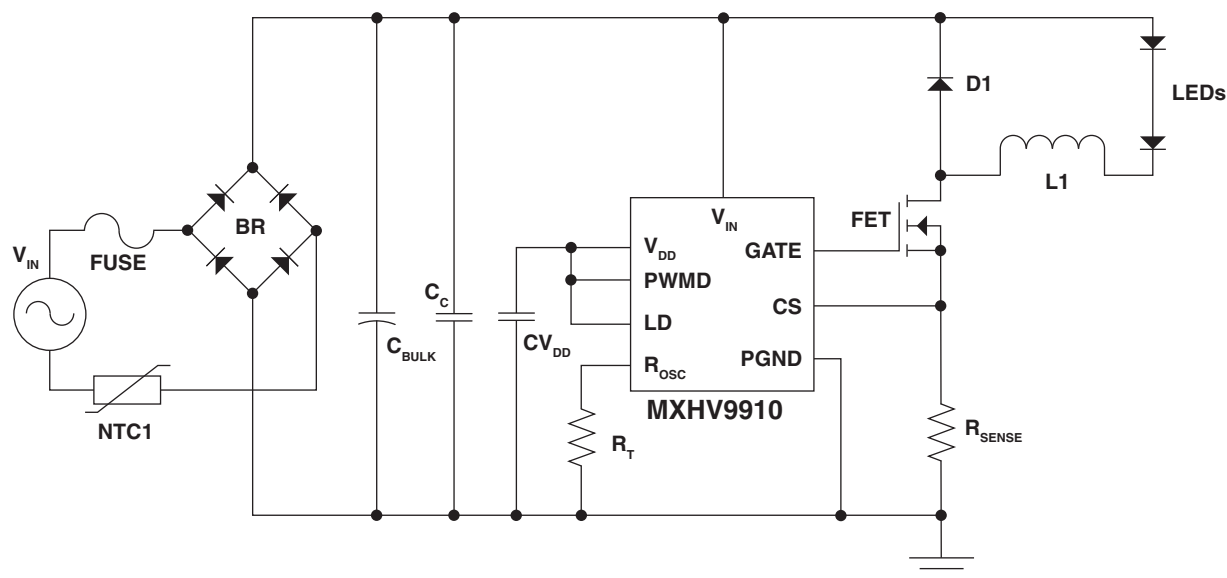 D1
LEDs
L1
BR
FUSE
V_IN
NTC1
C_BULK
C_C
CV_DD
V_IN
V_DD
PWMD
LD
R_OSC
GATE
CS
PGND
MXHV9910
FET
R_T
R_SENSE